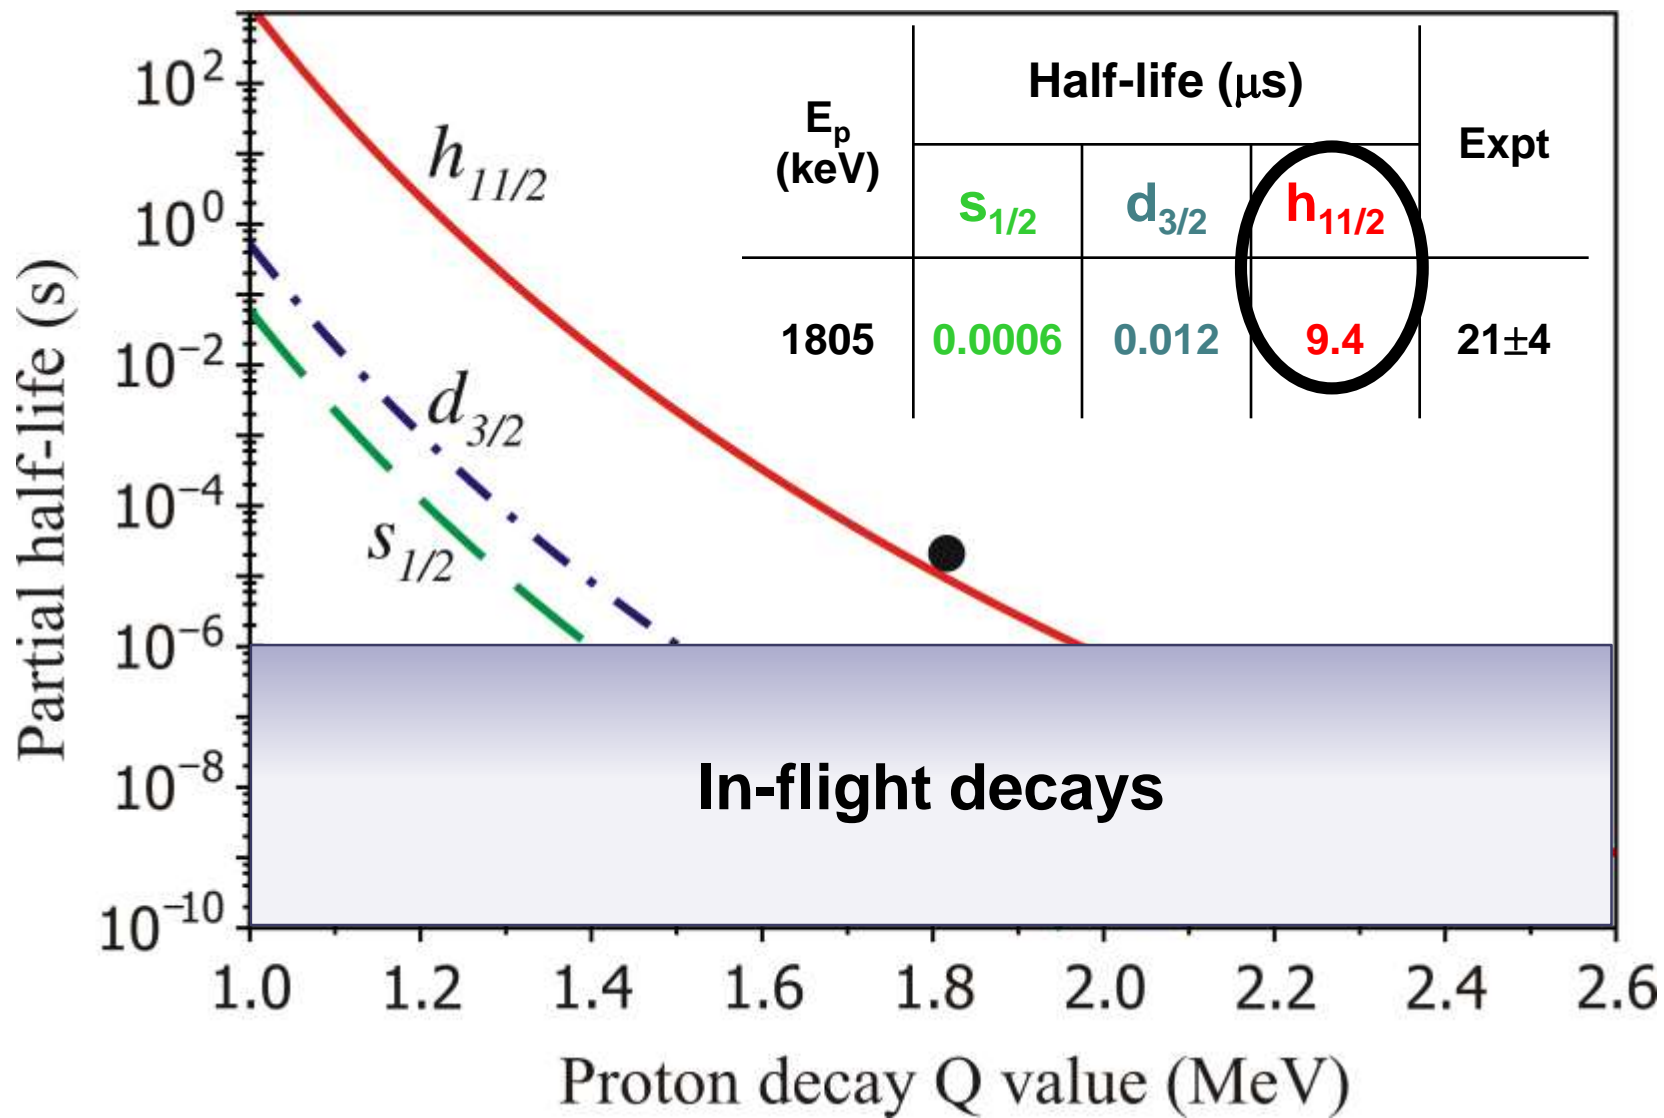 Partial half-life (s)
10²
10⁰
10⁻²
10⁻⁴
10⁻⁶
10⁻⁸
10⁻¹⁰
h₁₁/₂
d₃/₂
s₁/₂
Half-life (μs)
Eₚ
(keV)
Expt
s₁/₂ d₃/₂ h₁₁/₂
1805 0.0006 0.012 9.4 21±4
In-flight decays
1.0 1.2 1.4 1.6 1.8 2.0 2.2 2.4 2.6
Proton decay Q value (MeV)